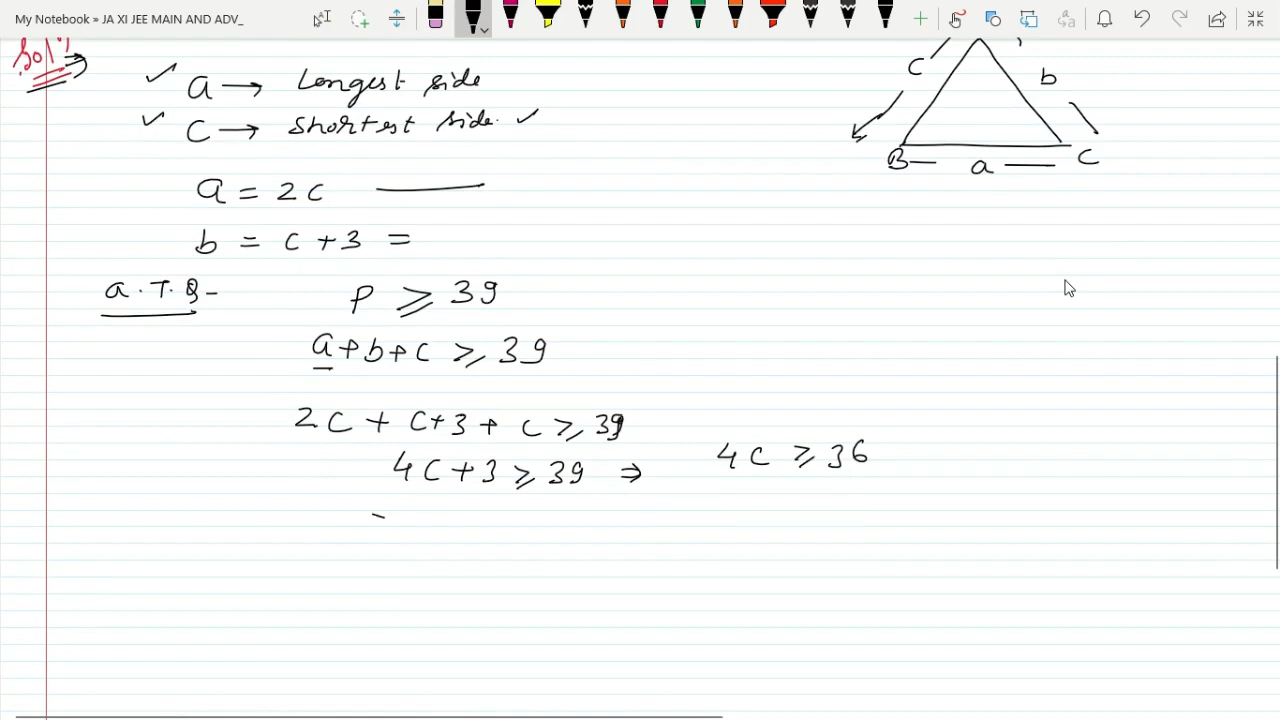 My Notebook » JA XI JEE MAIN AND ADV_
Solⁿ
a → Longest side
c → shortest side.
a = 2c
b = c + 3 =
a.T.Q-
P ⩾ 39
a+b+c ⩾ 39
2c + c+3 + c ⩾ 39
4c+3 ⩾ 39 ⇒ 4c ⩾ 36
c
b
B
a
C